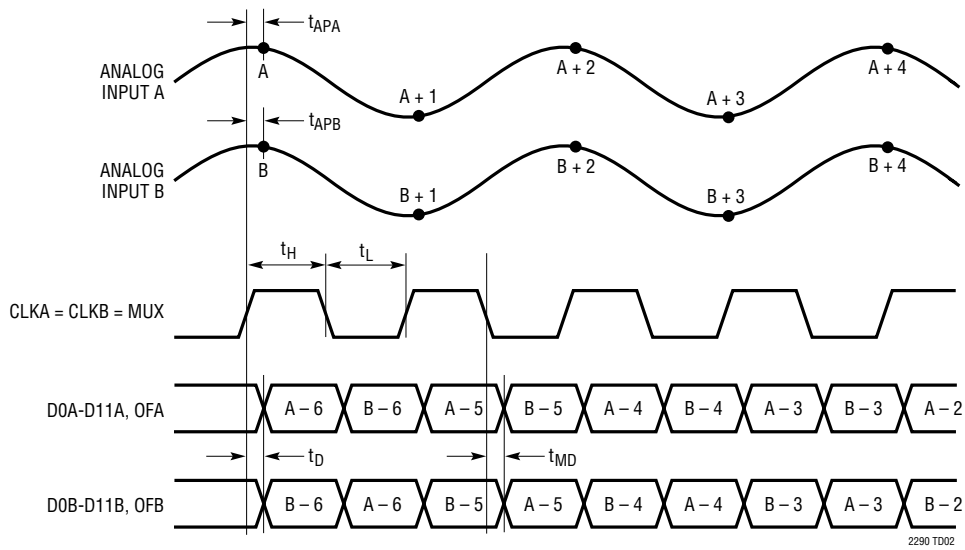 tAPA
ANALOG
INPUT A
A
A + 1
A + 2
A + 3
A + 4
tAPB
ANALOG
INPUT B
B
B + 1
B + 2
B + 3
B + 4
tH
tL
CLKA = CLKB = MUX
D0A-D11A, OFA
A – 6
B – 6
A – 5
B – 5
A – 4
B – 4
A – 3
B – 3
A – 2
tD
tMD
D0B-D11B, OFB
B – 6
A – 6
B – 5
A – 5
B – 4
A – 4
B – 3
A – 3
B – 2
2290 TD02